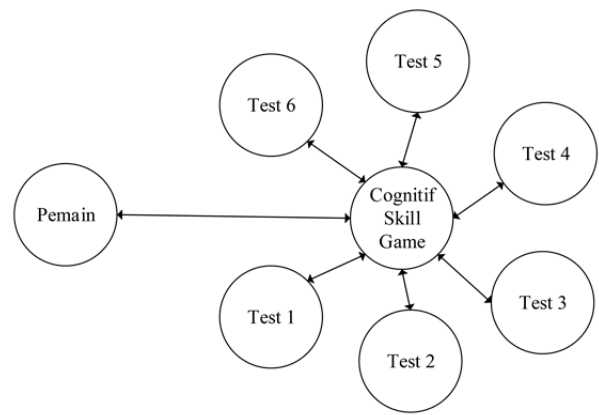 Test 5
Test 6
Test 4
Cognitif
Skill
Game
Pemain
Test 3
Test 1
Test 2